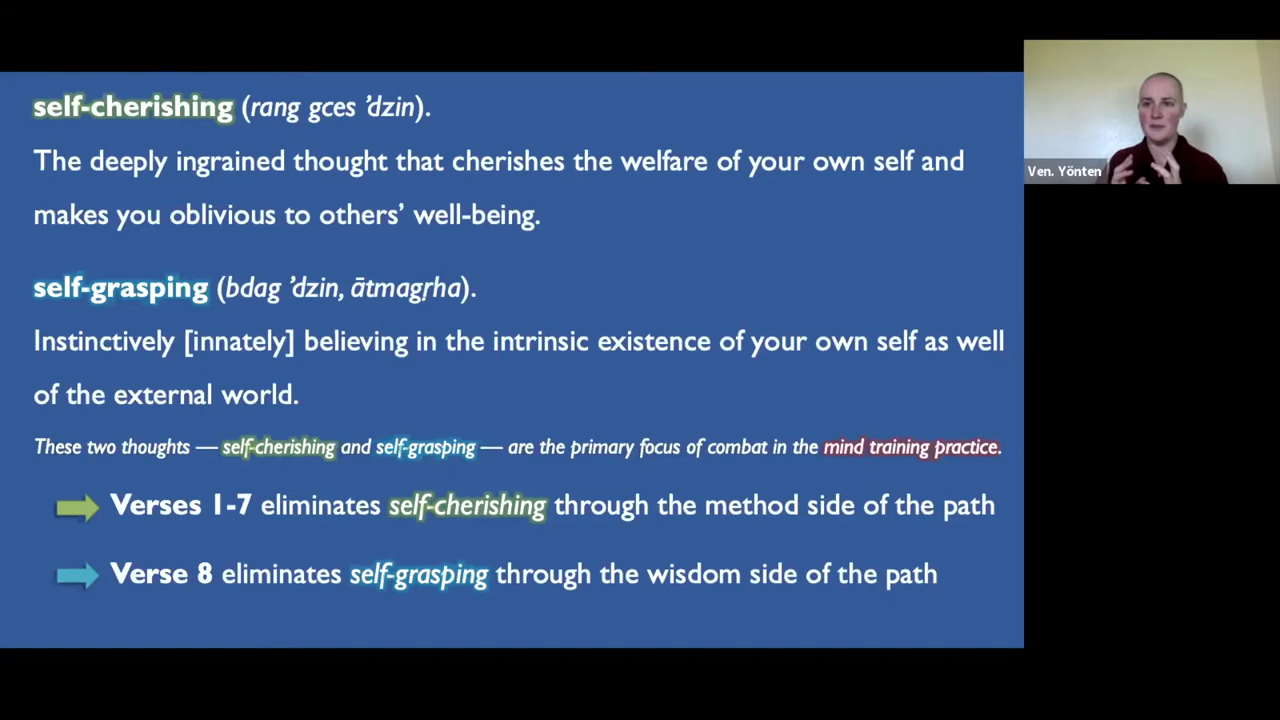 self-cherishing (rang gces ’dzin).
The deeply ingrained thought that cherishes the welfare of your own self and
makes you oblivious to others’ well-being.
self-grasping (bdag ’dzin, ātmagṛha).
Instinctively [innately] believing in the intrinsic existence of your own self as well
of the external world.
These two thoughts — self-cherishing and self-grasping — are the primary focus of combat in the mind training practice.
Verses 1-7 eliminates self-cherishing through the method side of the path
Verse 8 eliminates self-grasping through the wisdom side of the path
Ven. Yönten